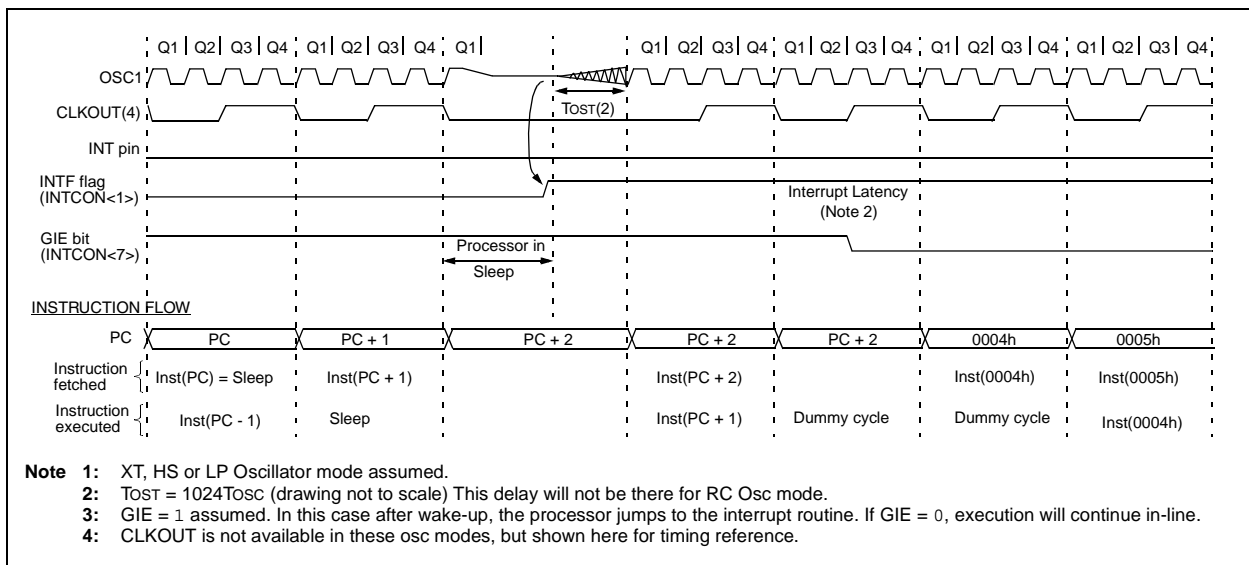 Q1 Q2 Q3 Q4 Q1 Q2 Q3 Q4 Q1 Q1 Q2 Q3 Q4 Q1 Q2 Q3 Q4 Q1 Q2 Q3 Q4 Q1 Q2 Q3 Q4
OSC1
TOST(2)
CLKOUT(4)
INT pin
INTF flag
(INTCON<1>)
Interrupt Latency
(Note 2)
GIE bit
(INTCON<7>)
Processor in
Sleep
INSTRUCTION FLOW
PC PC PC + 1 PC + 2 PC + 2 PC + 2 0004h 0005h
Instruction
fetched
Inst(PC) = Sleep Inst(PC + 1) Inst(PC + 2) Inst(0004h) Inst(0005h)
Instruction
executed
Inst(PC - 1) Sleep Inst(PC + 1) Dummy cycle Dummy cycle Inst(0004h)
Note 1: XT, HS or LP Oscillator mode assumed.
2: TOST = 1024TOSC (drawing not to scale) This delay will not be there for RC Osc mode.
3: GIE = 1 assumed. In this case after wake-up, the processor jumps to the interrupt routine. If GIE = 0, execution will continue in-line.
4: CLKOUT is not available in these osc modes, but shown here for timing reference.